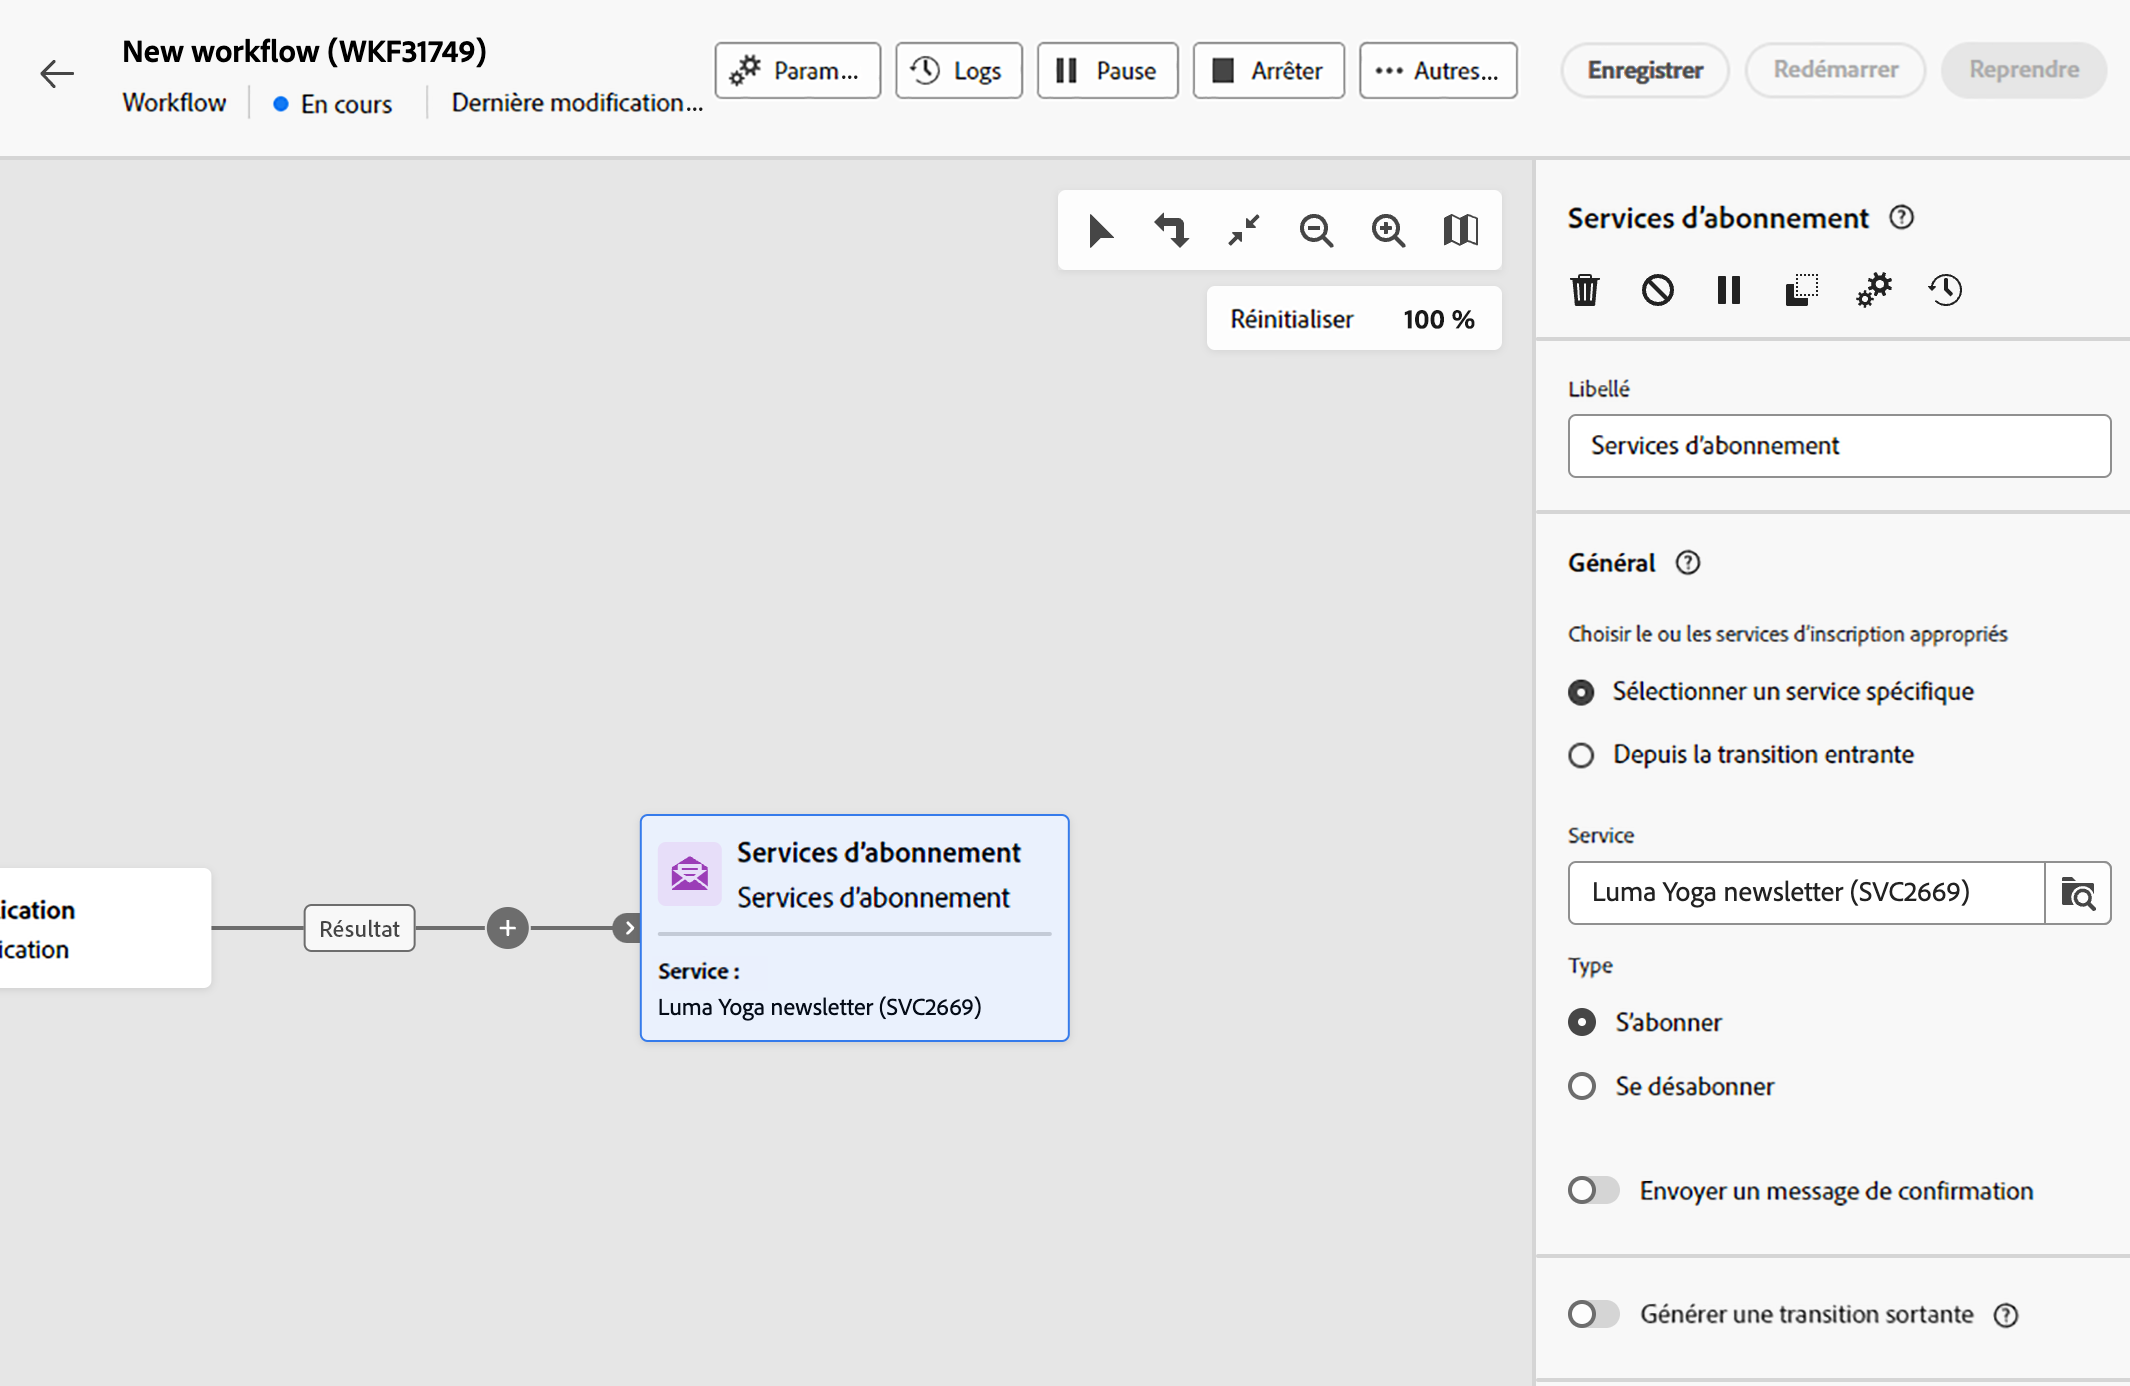 New workflow (WKF31749)
Workflow
En cours
Dernière modification...
Param...
Logs
Pause
Arrêter
Autres...
Enregistrer
Redémarrer
Reprendre
Réinitialiser 100 %
ication
ication
Résultat
Services d'abonnement
Services d'abonnement
Service :
Luma Yoga newsletter (SVC2669)
Services d'abonnement
Libellé
Services d'abonnement
Général
Choisir le ou les services d'inscription appropriés
Sélectionner un service spécifique
Depuis la transition entrante
Service
Luma Yoga newsletter (SVC2669)
Type
S'abonner
Se désabonner
Envoyer un message de confirmation
Générer une transition sortante